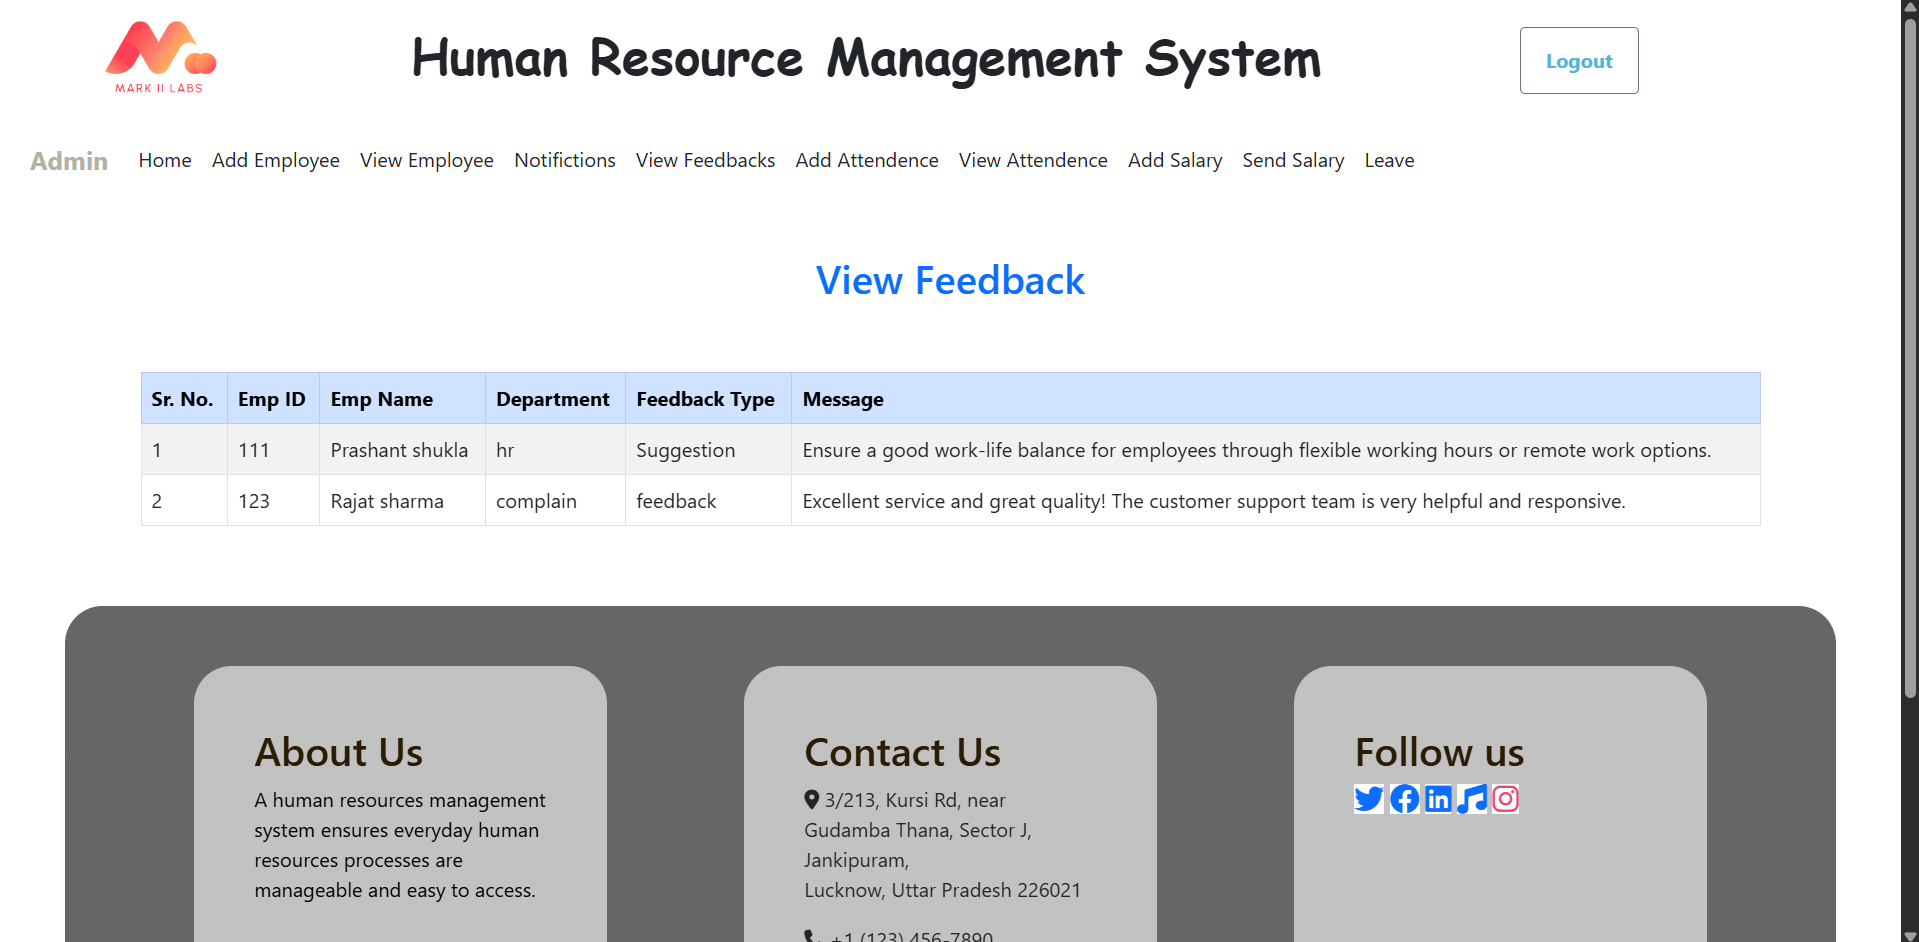 MARK II LABS
Human Resource Management System
Logout
Admin Home Add Employee View Employee Notifictions View Feedbacks Add Attendence View Attendence Add Salary Send Salary Leave
View Feedback
Sr. No. Emp ID Emp Name Department Feedback Type Message
1 111 Prashant shukla hr Suggestion Ensure a good work-life balance for employees through flexible working hours or remote work options.
2 123 Rajat sharma complain feedback Excellent service and great quality! The customer support team is very helpful and responsive.
About Us
A human resources management
system ensures everyday human
resources processes are
manageable and easy to access.
Contact Us
3/213, Kursi Rd, near
Gudamba Thana, Sector J,
Jankipuram,
Lucknow, Uttar Pradesh 226021
+1 (123) 456-7890
Follow us